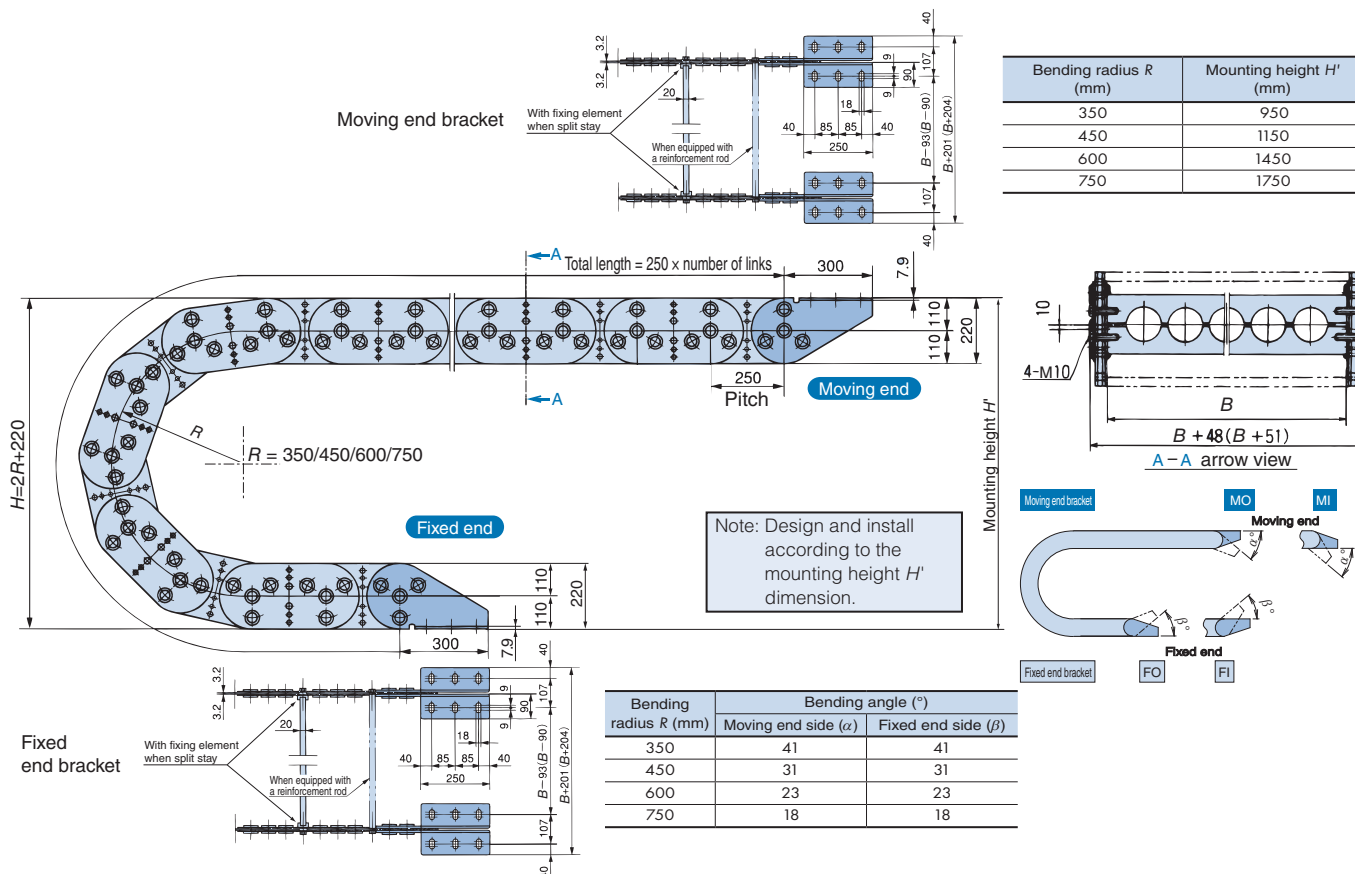 Moving end bracket
With fixing element
when split stay
When equipped with
a reinforcement rod
3.2
3.2
20
18
40
85
85
40
250
9
9
90
40
107
B−93(B−90)
B+201(B+204)
107
40
Bending radius R
(mm)
Mounting height H'
(mm)
350 950
450 1150
600 1450
750 1750
A
Total length = 250 x number of links
300
7.9
110
110
220
250
Pitch
Moving end
A
H=2R+220
R
R = 350/450/600/750
Fixed end
110
110
220
300
7.9
Mounting height H'
Note: Design and install
according to the
mounting height H'
dimension.
10
4-M10
B
B+48(B+51)
A−A arrow view
Moving end bracket
MO
MI
Moving end
α°
α°
β°
β°
Fixed end
Fixed end bracket
FO
FI
Fixed
end bracket
With fixing element
when split stay
When equipped with
a reinforcement rod
3.2
3.2
20
18
40
85
85
40
250
9
9
90
40
107
B−93(B−90)
B+201(B+204)
107
Bending
radius R (mm)
Bending angle (°)
Moving end side (α) Fixed end side (β)
350 41 41
450 31 31
600 23 23
750 18 18